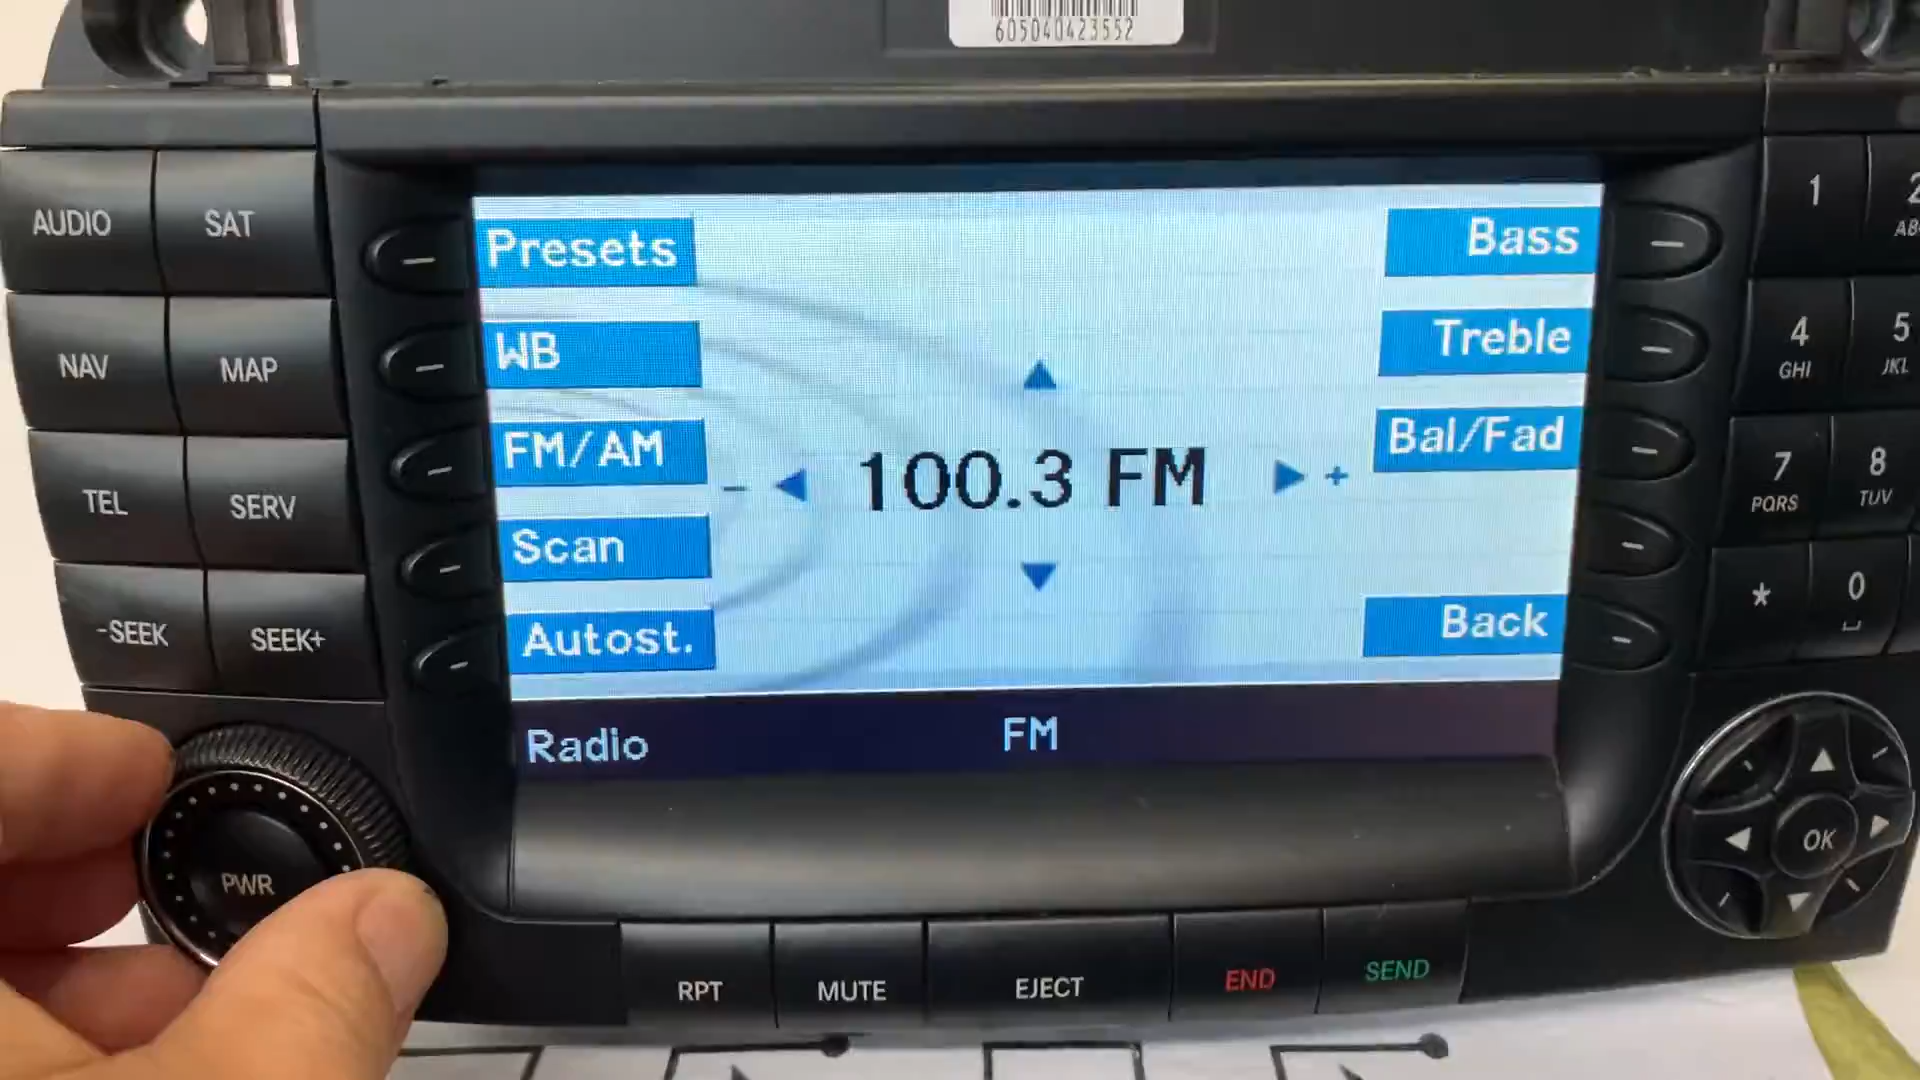 605040423552
AUDIO
SAT
NAV
MAP
TEL
SERV
-SEEK
SEEK+
PWR
Presets
WB
FM/AM
Scan
Autost.
- 100.3 FM +
Bass
Treble
Bal/Fad
Back
Radio
FM
RPT
MUTE
EJECT
END
SEND
1
2
4
GHI
5
JKL
7
PQRS
8
TUV
*
0
OK